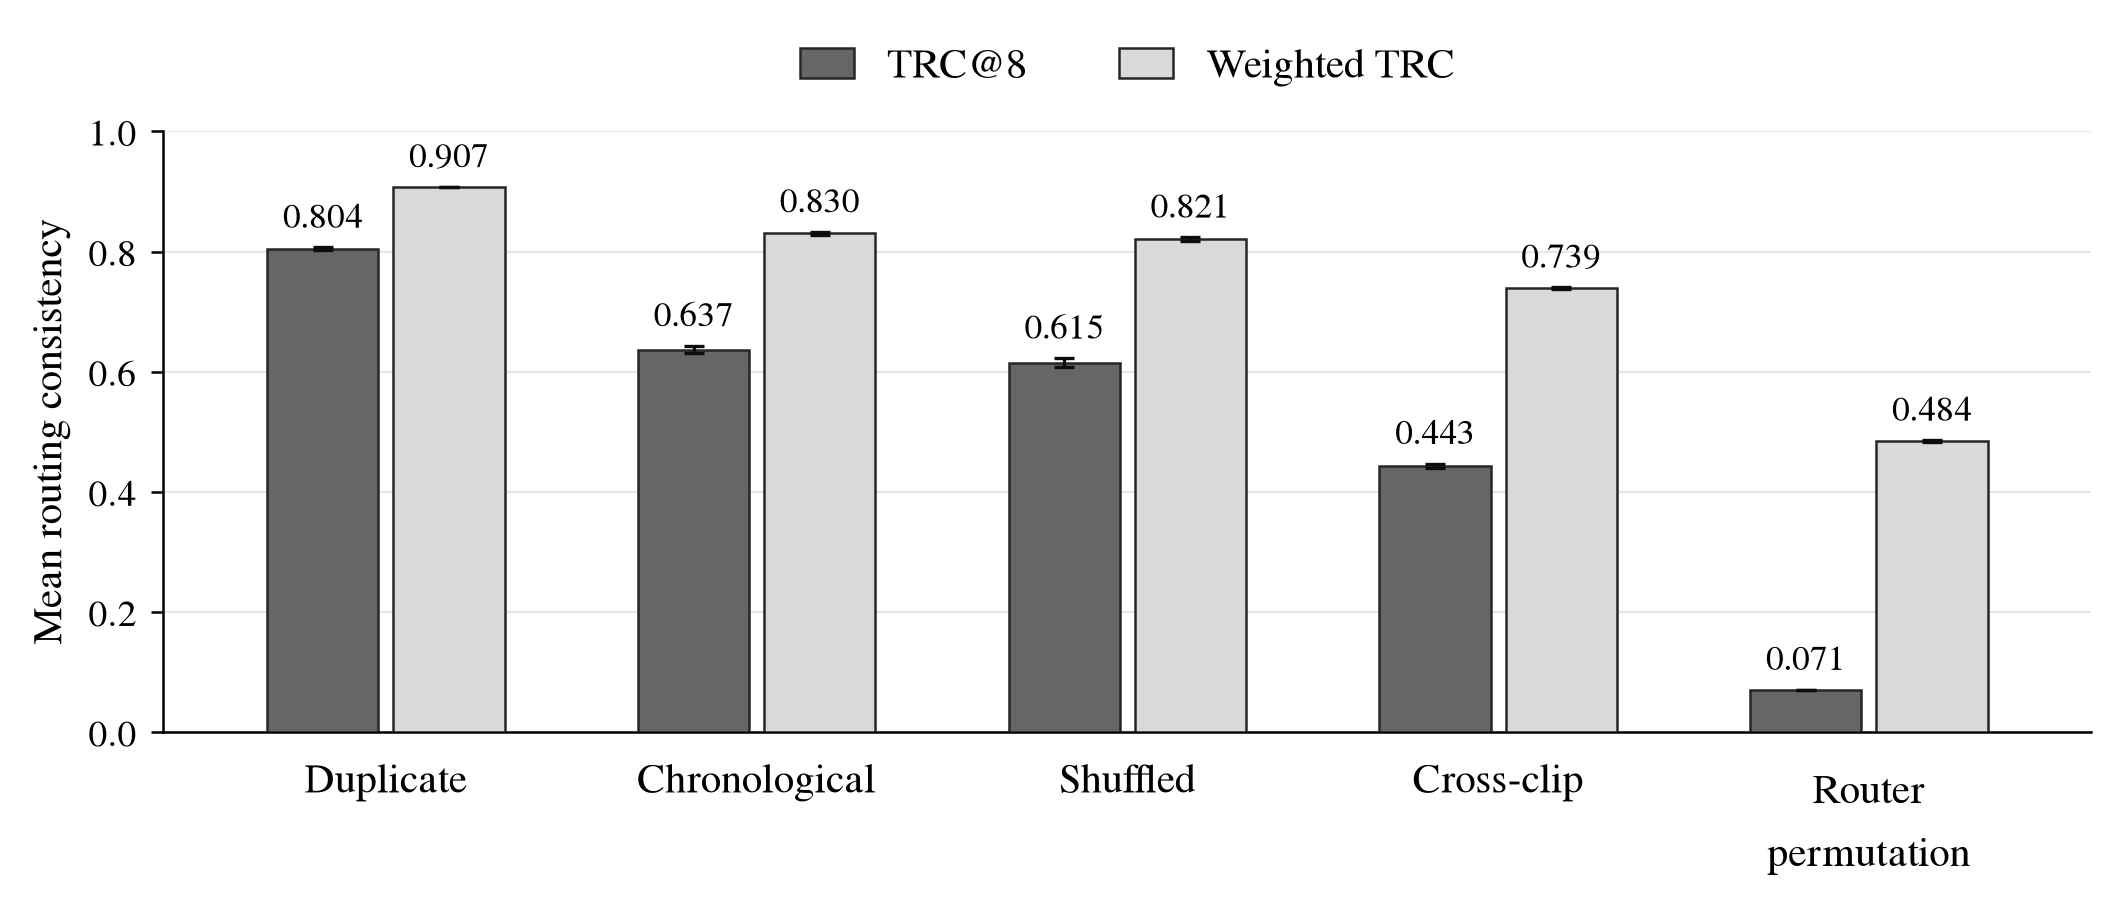 TRC@8 Weighted TRC
Mean routing consistency
1.0
0.8
0.6
0.4
0.2
0.0
0.804 0.907
0.637 0.830
0.615 0.821
0.443 0.739
0.071 0.484
Duplicate
Chronological
Shuffled
Cross-clip
Router
permutation